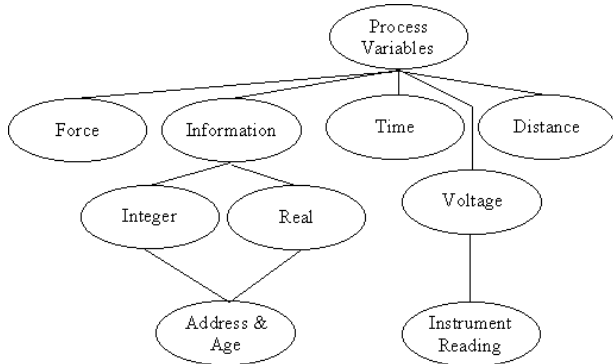 Process
Variables
Force
Information
Time
Distance
Integer
Real
Voltage
Address &
Age
Instrument
Reading